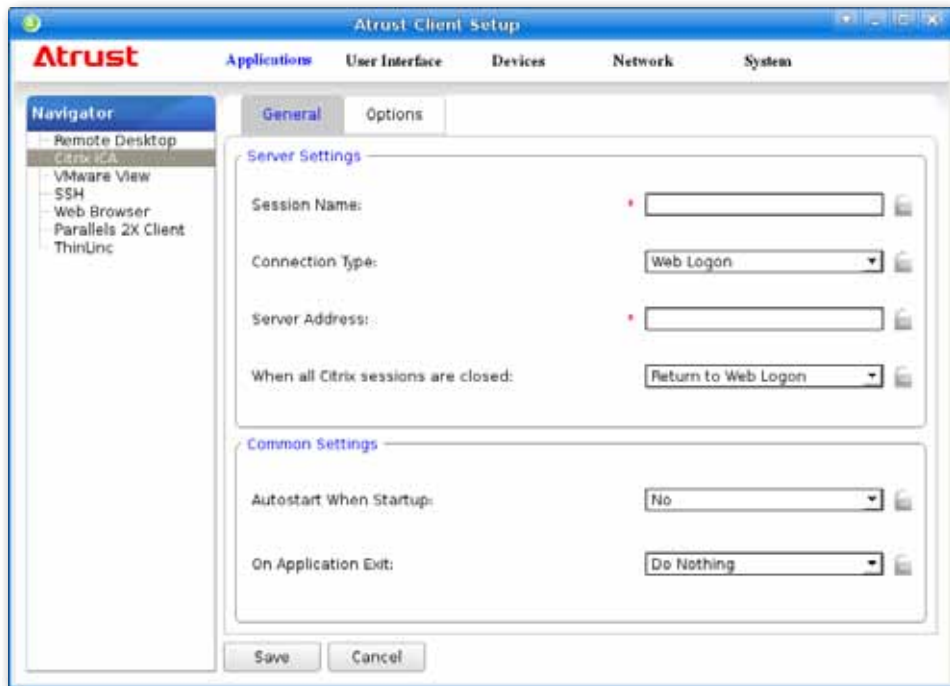 Atrust Client Setup
Atrust
Applications User Interface Devices Network System
Navigator
Remote Desktop
Citrix ICA
VMware View
SSH
Web Browser
Parallels 2X Client
ThinLinc
General Options
Server Settings
Session Name: *
Connection Type: Web Logon
Server Address: *
When all Citrix sessions are closed: Return to Web Logon
Common Settings
Autostart When Startup: No
On Application Exit: Do Nothing
Save Cancel